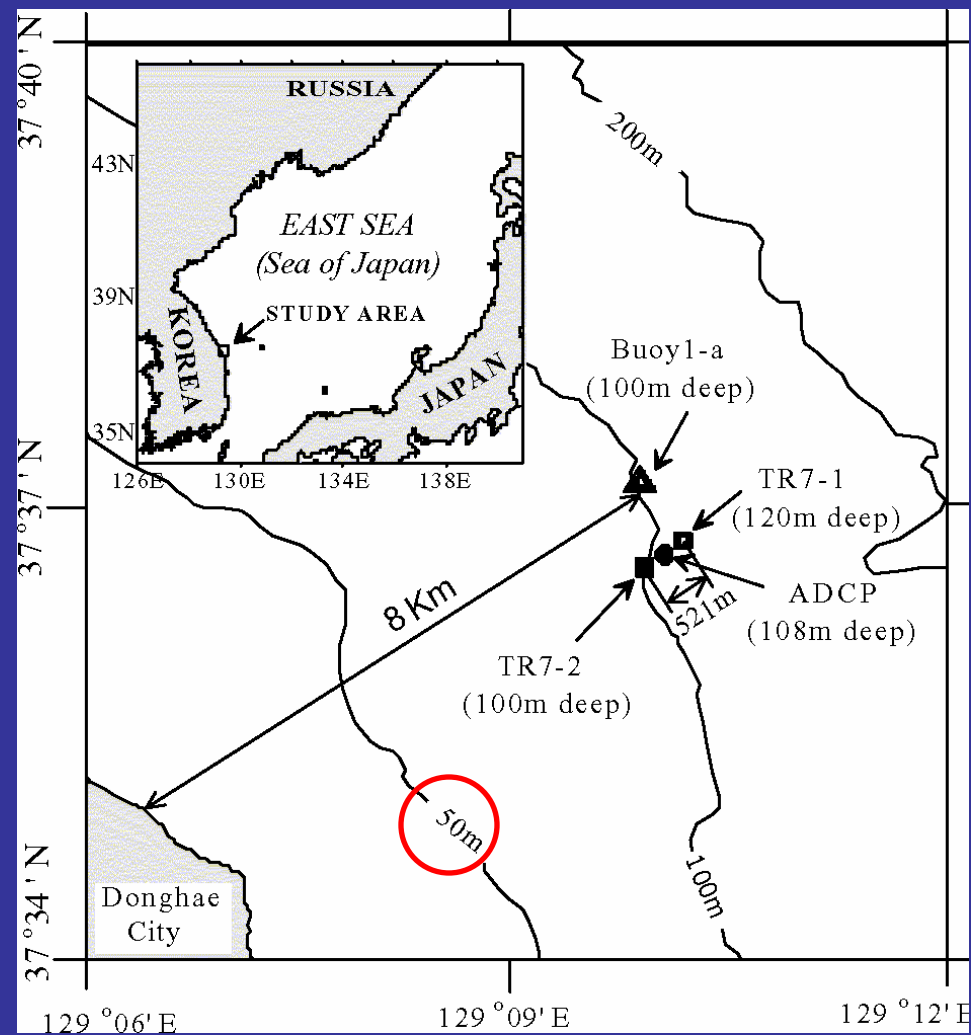 37 °40 ' N
200m
RUSSIA
43N
EAST SEA
(Sea of Japan)
39N
STUDY AREA
KOREA
JAPAN
35N
126E 130E 134E 138E
Buoy1-a
(100m deep)
37 °37 ' N
TR7-1
(120m deep)
8 Km
521m
ADCP
(108m deep)
TR7-2
(100m deep)
50m
100m
Donghae
City
37 °34 ' N
129 °06' E 129 °09' E 129 °12' E